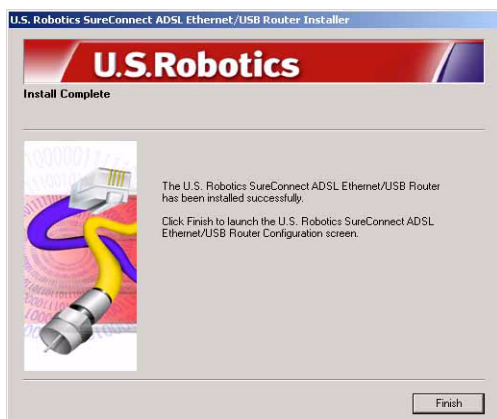 U.S. Robotics SureConnect ADSL Ethernet/USB Router Installer
U.S.Robotics
Install Complete
The U.S. Robotics SureConnect ADSL Ethernet/USB Router
has been installed successfully.
Click Finish to launch the U.S. Robotics SureConnect ADSL
Ethernet/USB Router Configuration screen.
Finish